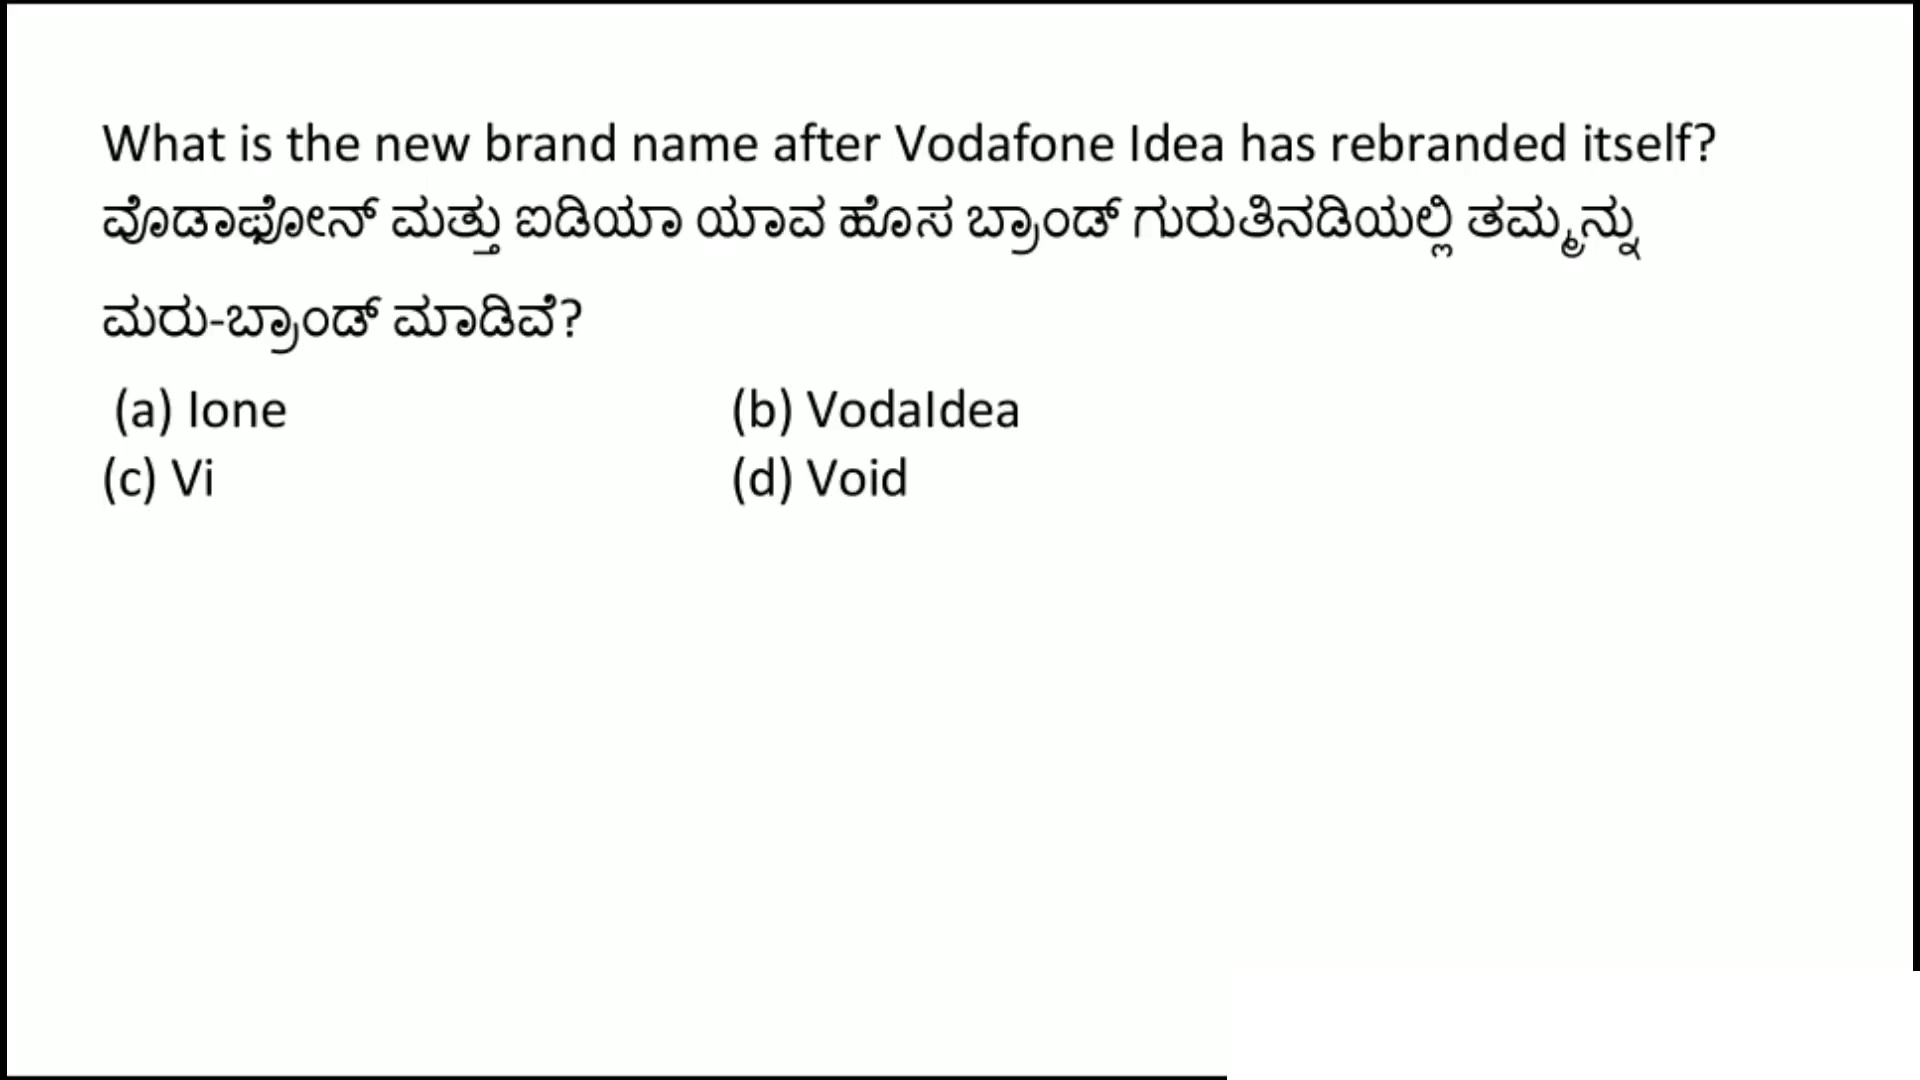 What is the new brand name after Vodafone Idea has rebranded itself?
ವೊಡಾಫೋನ್ ಮತ್ತು ಐಡಿಯಾ ಯಾವ ಹೊಸ ಬ್ರಾಂಡ್ ಗುರುತಿನಡಿಯಲ್ಲಿ ತಮ್ಮನ್ನು
ಮರು-ಬ್ರಾಂಡ್ ಮಾಡಿವೆ?
(a) Ione (b) VodaIdea
(c) Vi (d) Void